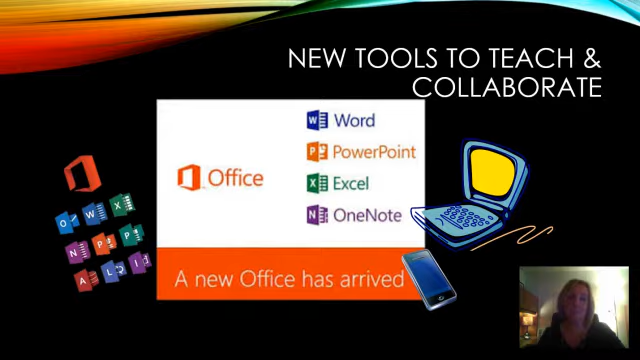 NEW TOOLS TO TEACH &
COLLABORATE
Office
Word
PowerPoint
Excel
OneNote
A new Office has arrived